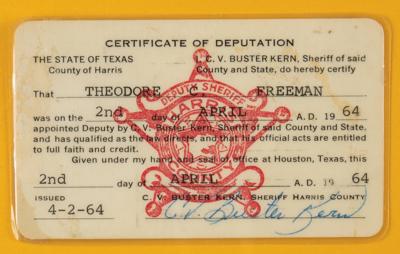 CERTIFICATE OF DEPUTATION
THE STATE OF TEXAS I, C. V. BUSTER KERN, Sheriff of said
County of Harris County and State, do hereby certify
That THEODORE C. FREEMAN
was on the 2nd day of APRIL A.D. 19 64
appointed Deputy by C. V. Buster Kern, Sheriff of said County and State,
and has qualified as the law directs, and that his official acts are entitled
to full faith and credit.
Given under my hand and seal of office at Houston, Texas, this
2nd day of APRIL A.D. 19 64
ISSUED C. V. BUSTER KERN, SHERIFF HARRIS COUNTY
4-2-64 C.V. Buster Kern
DEPUTY SHERIFF